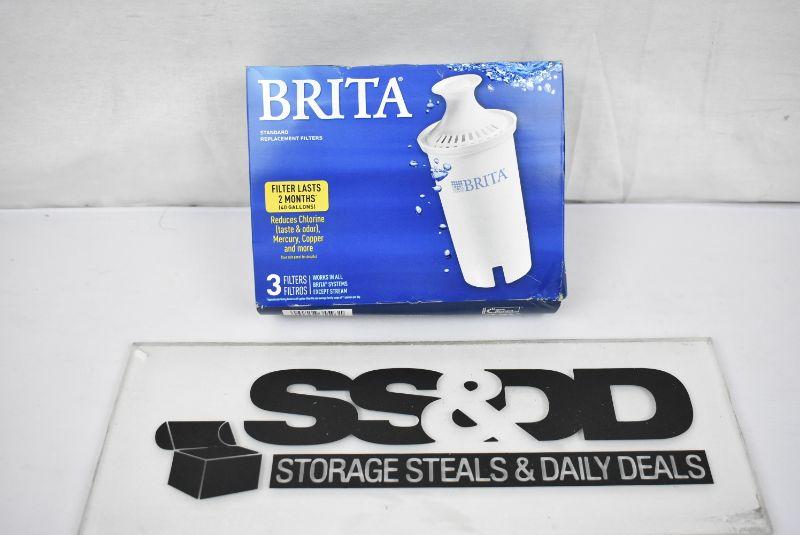 BRITA®
STANDARD
REPLACEMENT FILTERS
FILTER LASTS
2 MONTHS*
(40 GALLONS)
Reduces Chlorine
(taste & odor),
Mercury, Copper
and more
3 FILTERS
FILTROS
WORKS IN ALL
BRITA® SYSTEMS
EXCEPT STREAM
BRITA®
SS&DD
STORAGE STEALS & DAILY DEALS